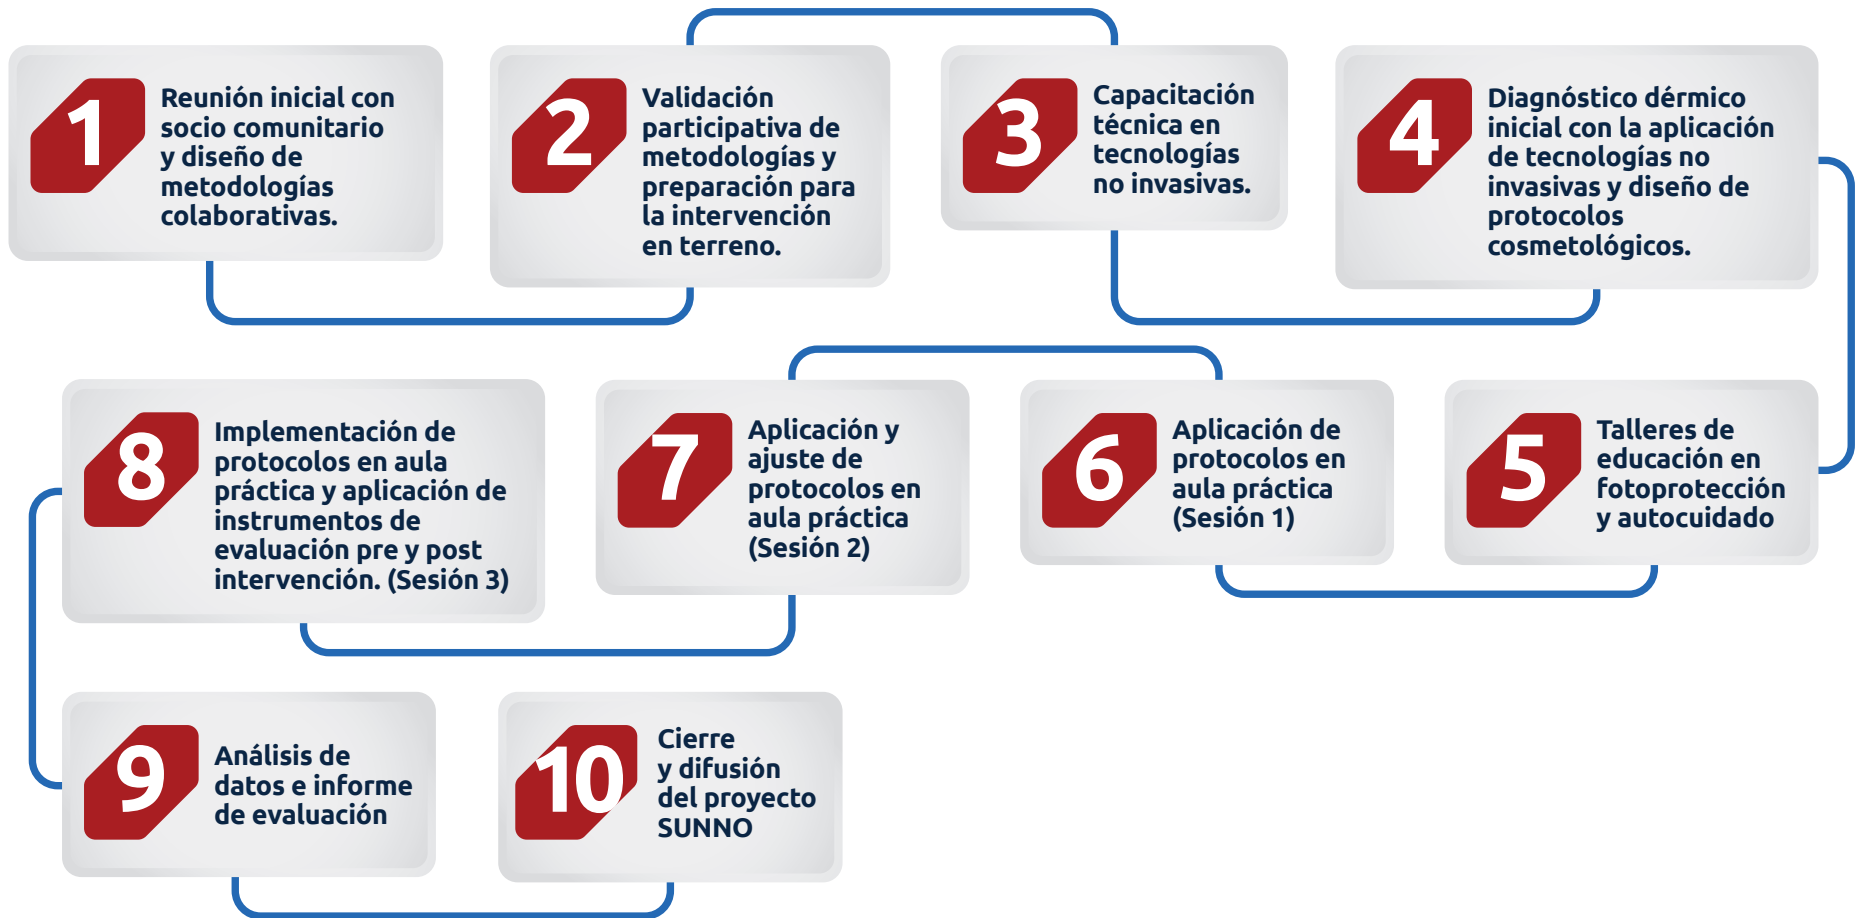 1
Reunión inicial con
socio comunitario
y diseño de
metodologías
colaborativas.
2
Validación
participativa de
metodologías y
preparación para
la intervención
en terreno.
3
Capacitación
técnica en
tecnologías
no invasivas.
4
Diagnóstico dérmico
inicial con la aplicación
de tecnologías no
invasivas y diseño de
protocolos
cosmetológicos.
5
Talleres de
educación en
fotoprotección
y autocuidado
6
Aplicación de
protocolos en
aula práctica
(Sesión 1)
7
Aplicación y
ajuste de
protocolos en
aula práctica
(Sesión 2)
8
Implementación de
protocolos en aula
práctica y aplicación de
instrumentos de
evaluación pre y post
intervención. (Sesión 3)
9
Análisis de
datos e informe
de evaluación
10
Cierre
y difusión
del proyecto
SUNNO